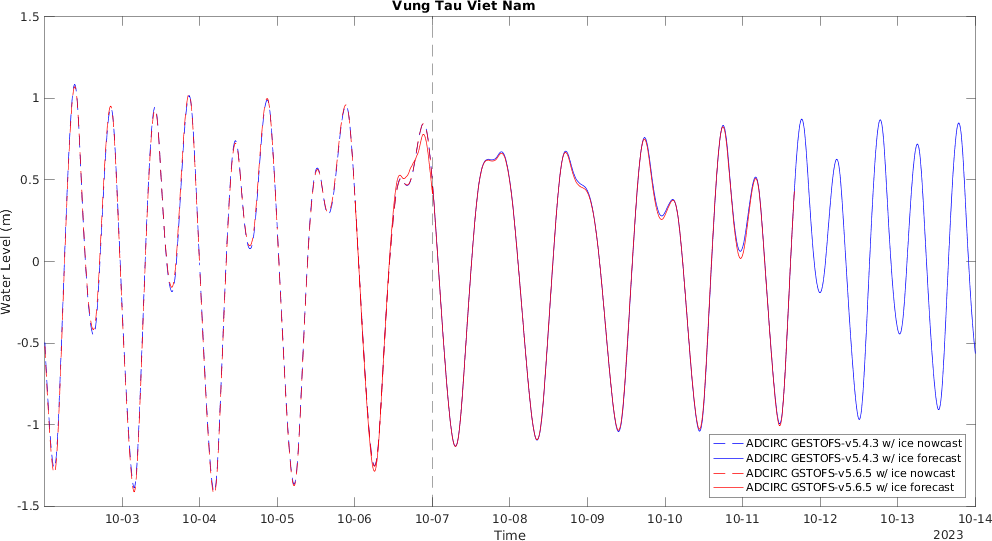 Vung Tau Viet Nam
Water Level (m)
1.5
1
0.5
0
-0.5
-1
-1.5
10-03 10-04 10-05 10-06 10-07 10-08 10-09 10-10 10-11 10-12 10-13 10-14
Time
2023
ADCIRC GESTOFS-v5.4.3 w/ ice nowcast
ADCIRC GESTOFS-v5.4.3 w/ ice forecast
ADCIRC GSTOFS-v5.6.5 w/ ice nowcast
ADCIRC GSTOFS-v5.6.5 w/ ice forecast